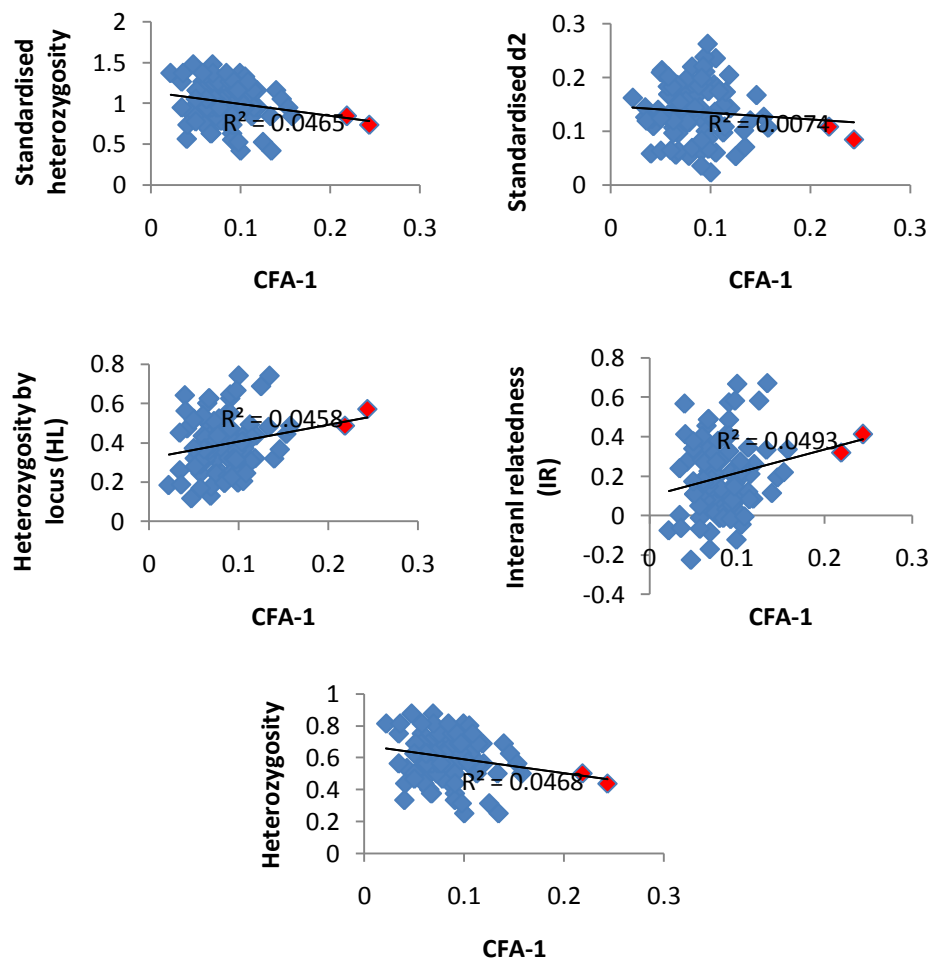 Standardised
heterozygosity
2
1.5
1
0.5
0
R² = 0.0465
0 0.1 0.2 0.3
CFA-1
Standardised d2
0.3
0.2
0.1
0
R² = 0.0074
0 0.1 0.2 0.3
CFA-1
Heterozygosity by
locus (HL)
0.8
0.6
0.4
0.2
0
R² = 0.0458
0 0.1 0.2 0.3
CFA-1
Interanl relatedness
(IR)
0.8
0.6
0.4
0.2
0
-0.2
-0.4
R² = 0.0493
0 0.1 0.2 0.3
CFA-1
Heterozygosity
1
0.8
0.6
0.4
0.2
0
R² = 0.0468
0 0.1 0.2 0.3
CFA-1